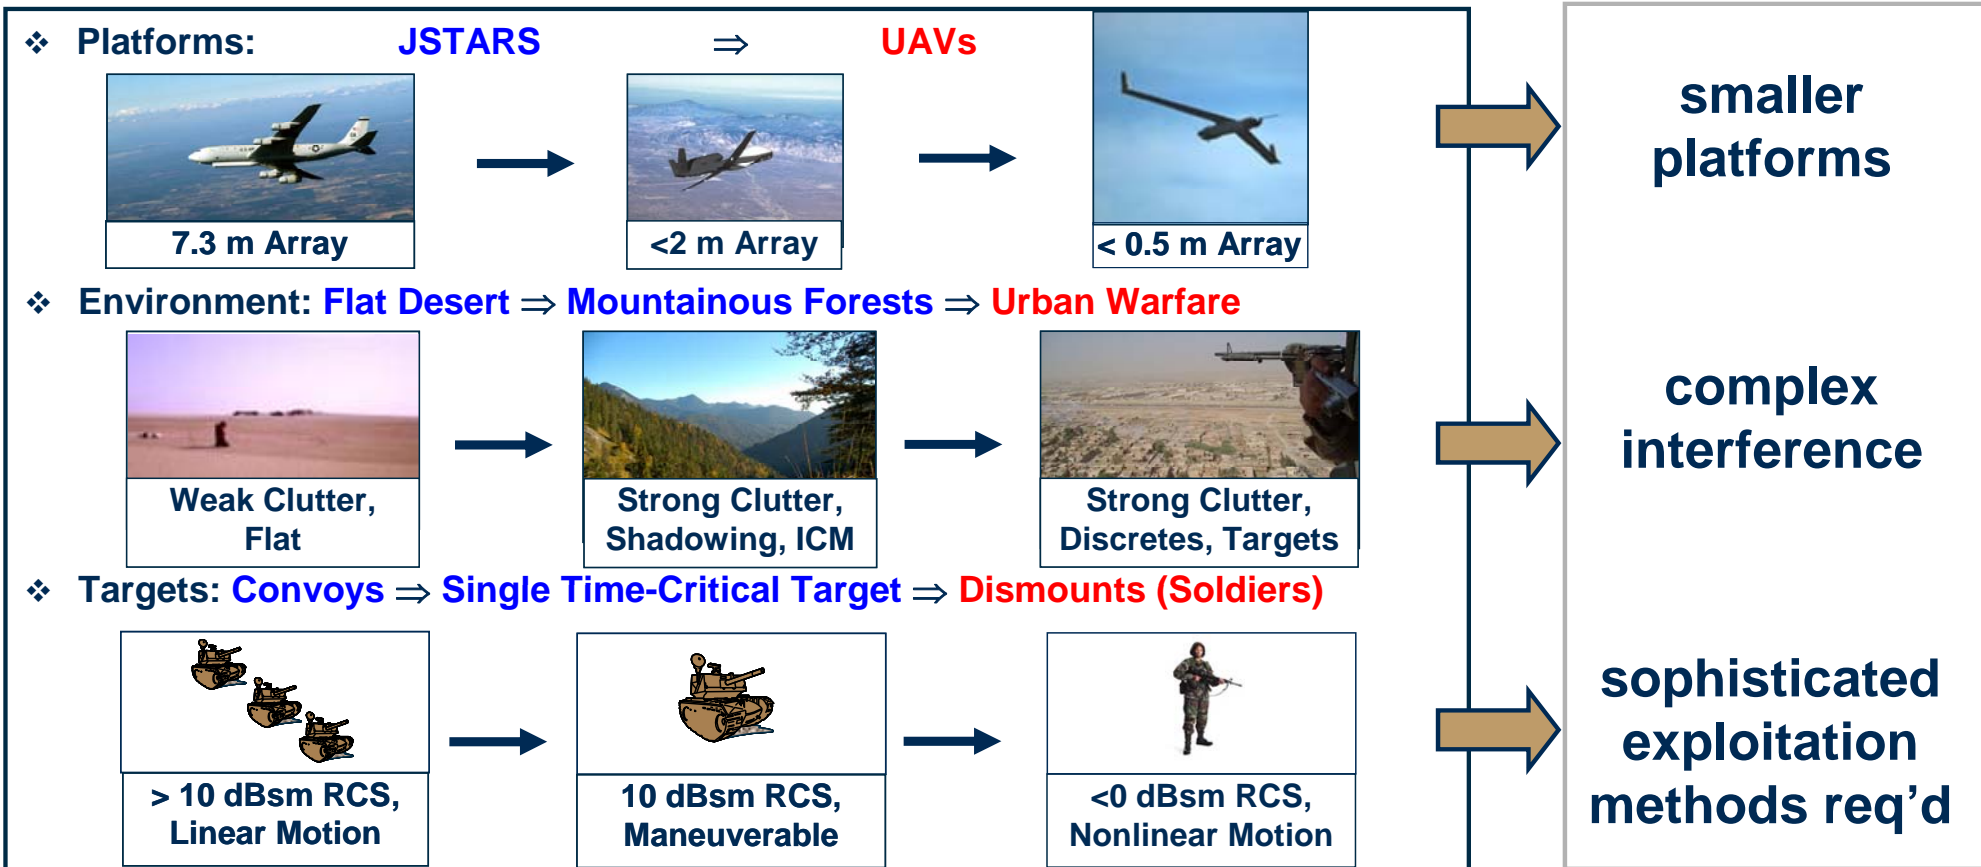 ❖ Platforms: JSTARS ⇒ UAVs
7.3 m Array
<2 m Array
< 0.5 m Array
smaller
platforms
❖ Environment: Flat Desert ⇒ Mountainous Forests ⇒ Urban Warfare
Weak Clutter,
Flat
Strong Clutter,
Shadowing, ICM
Strong Clutter,
Discretes, Targets
complex
interference
❖ Targets: Convoys ⇒ Single Time-Critical Target ⇒ Dismounts (Soldiers)
> 10 dBsm RCS,
Linear Motion
10 dBsm RCS,
Maneuverable
<0 dBsm RCS,
Nonlinear Motion
sophisticated
exploitation
methods req’d